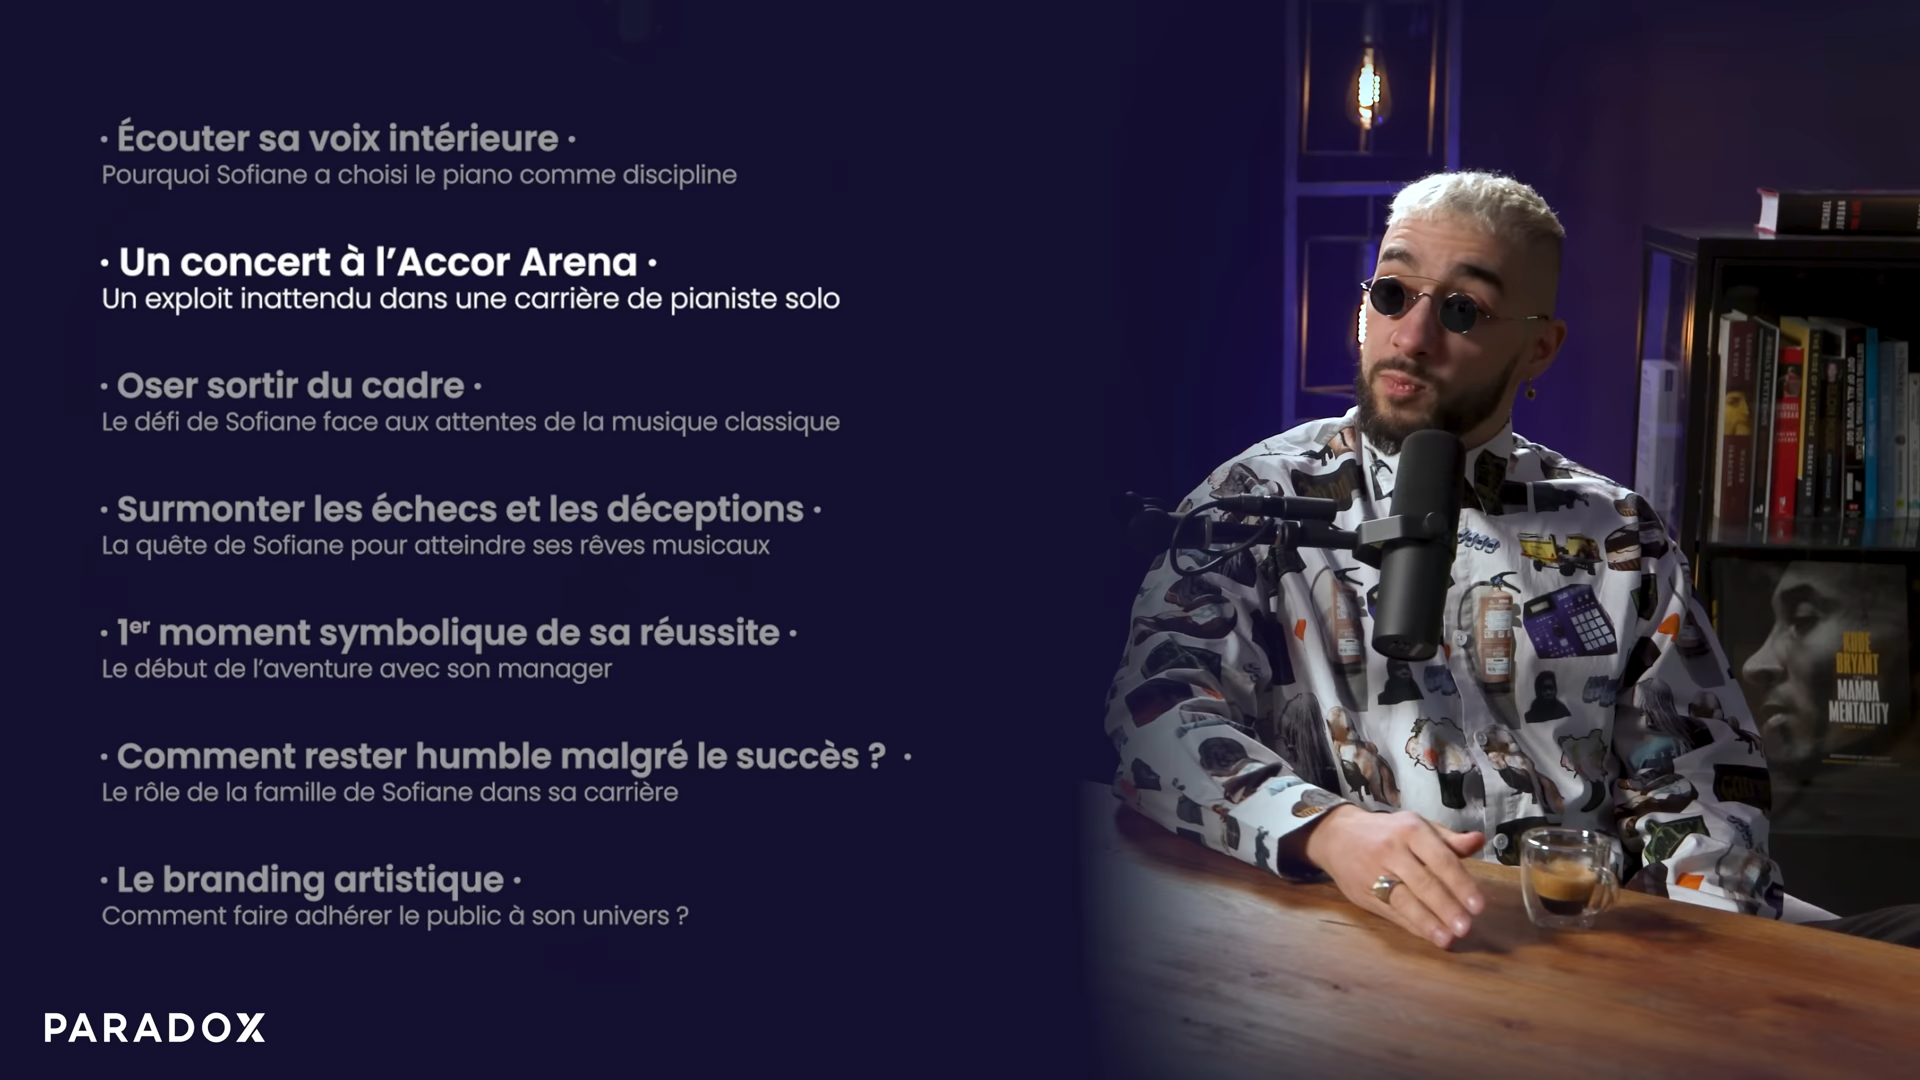 · Écouter sa voix intérieure ·
Pourquoi Sofiane a choisi le piano comme discipline
· Un concert à l’Accor Arena ·
Un exploit inattendu dans une carrière de pianiste solo
· Oser sortir du cadre ·
Le défi de Sofiane face aux attentes de la musique classique
· Surmonter les échecs et les déceptions ·
La quête de Sofiane pour atteindre ses rêves musicaux
· 1er moment symbolique de sa réussite ·
Le début de l’aventure avec son manager
· Comment rester humble malgré le succès ? ·
Le rôle de la famille de Sofiane dans sa carrière
· Le branding artistique ·
Comment faire adhérer le public à son univers ?
PARADOX
KOBE
BRYANT
MAMBA
MENTALITY